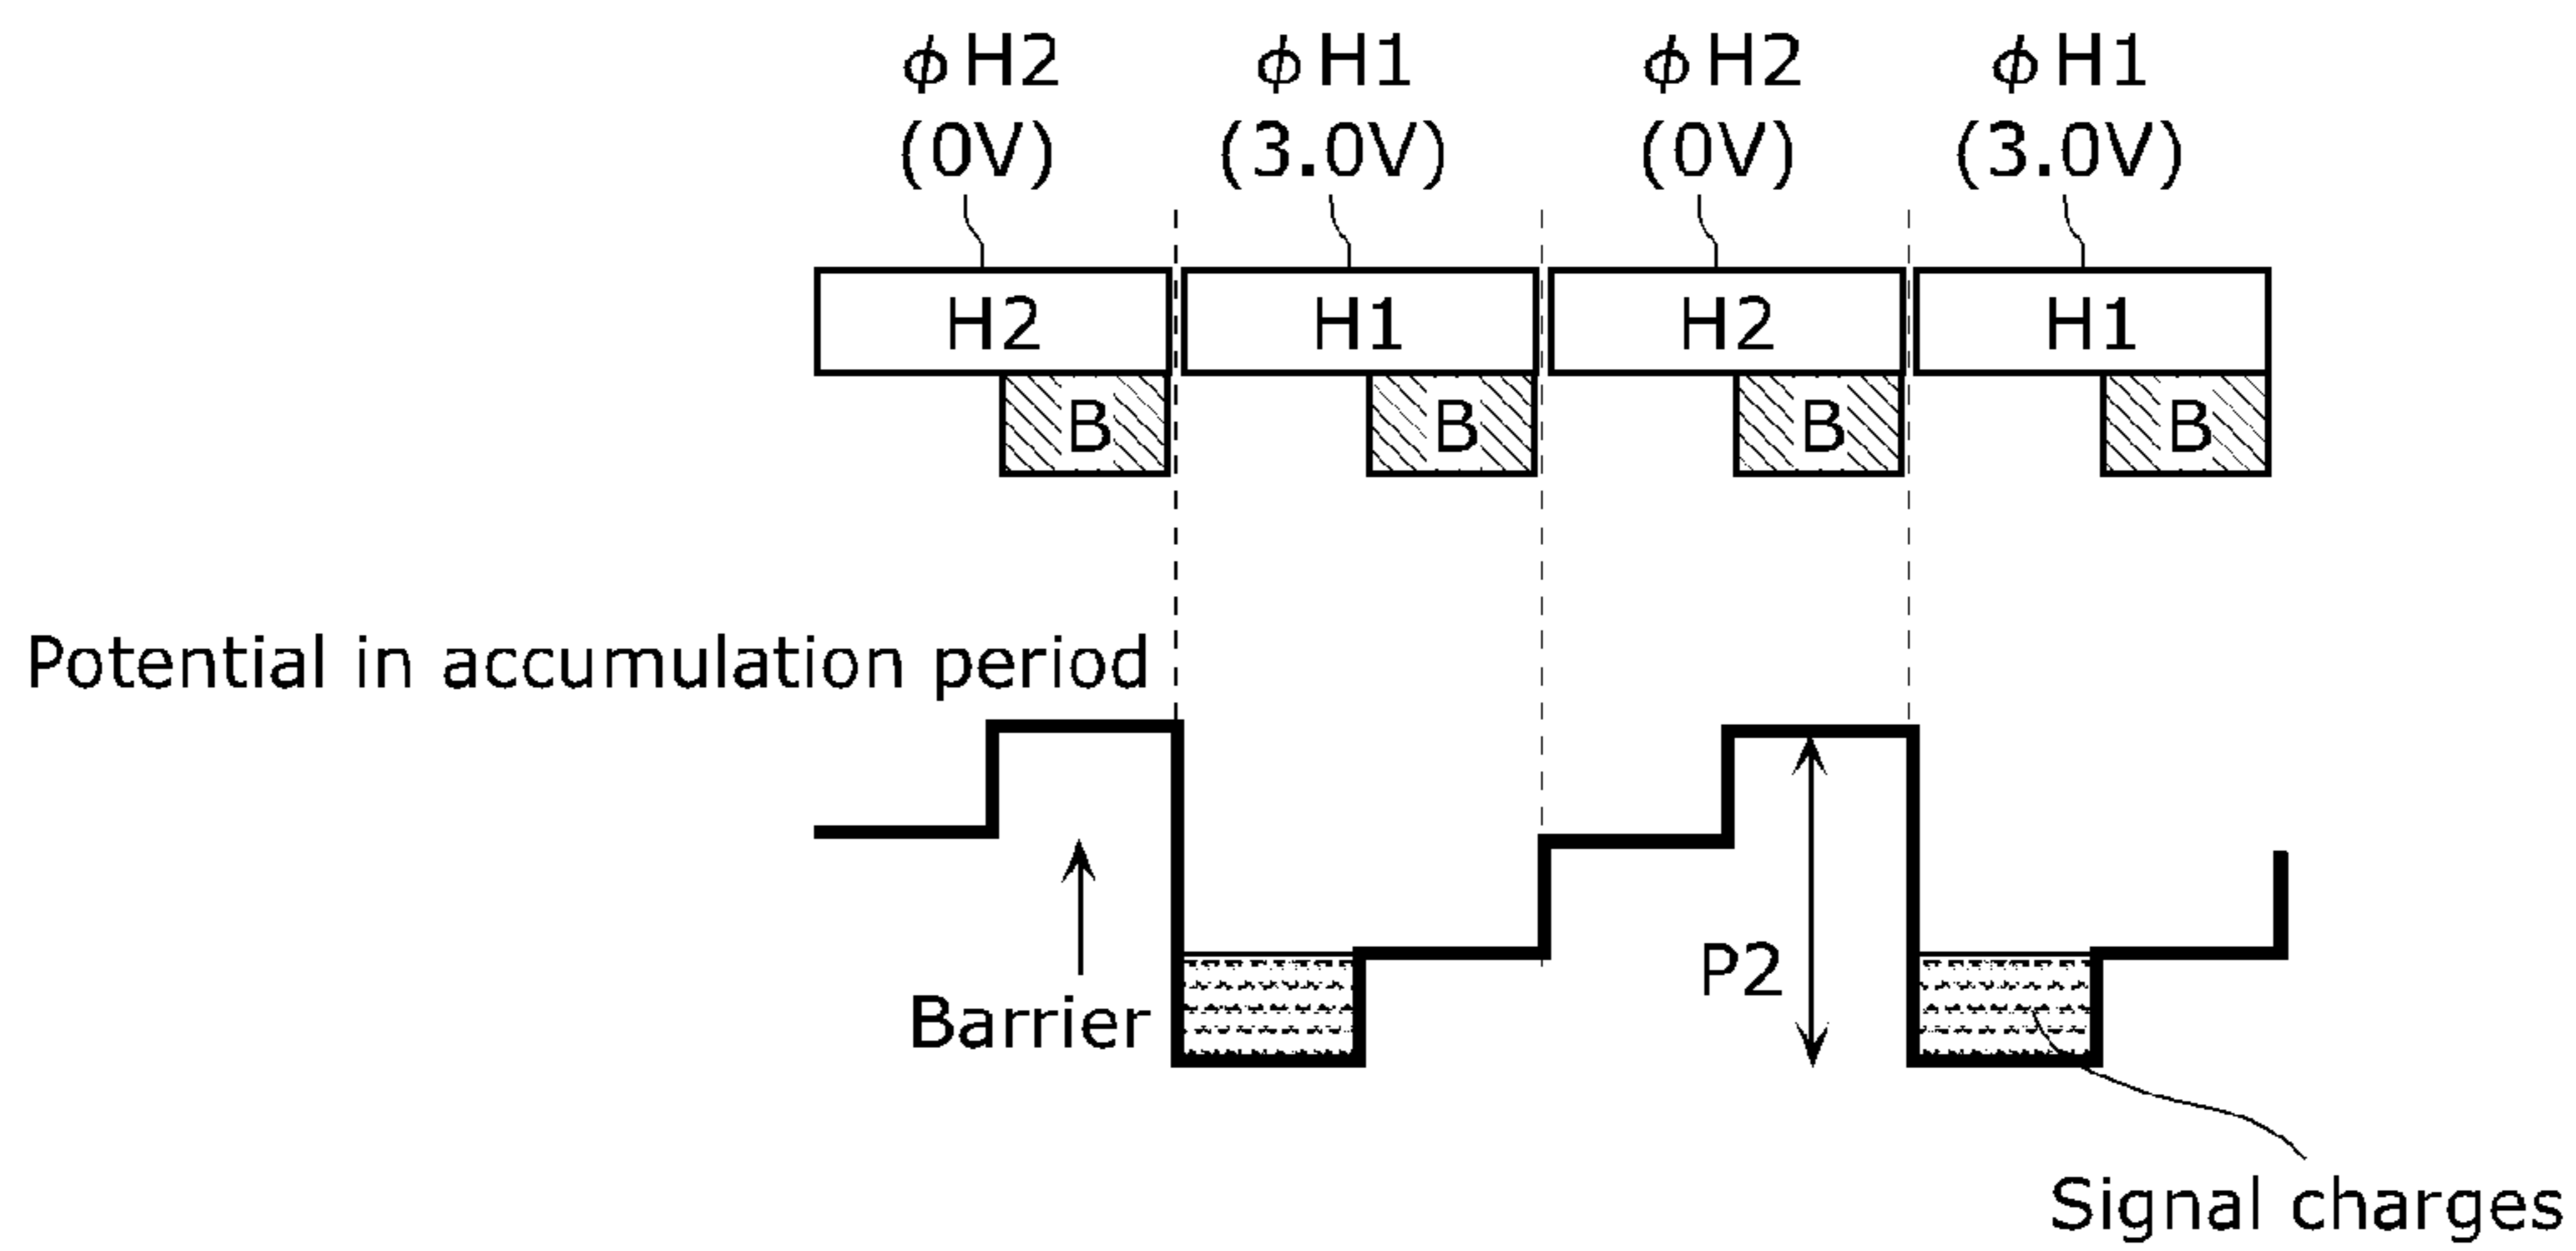 ϕH2 ϕH1 ϕH2 ϕH1
(0V) (3.0V) (0V) (3.0V)
H2 H1 H2 H1
B B B B
Potential in accumulation period
P2
Barrier
Signal charges